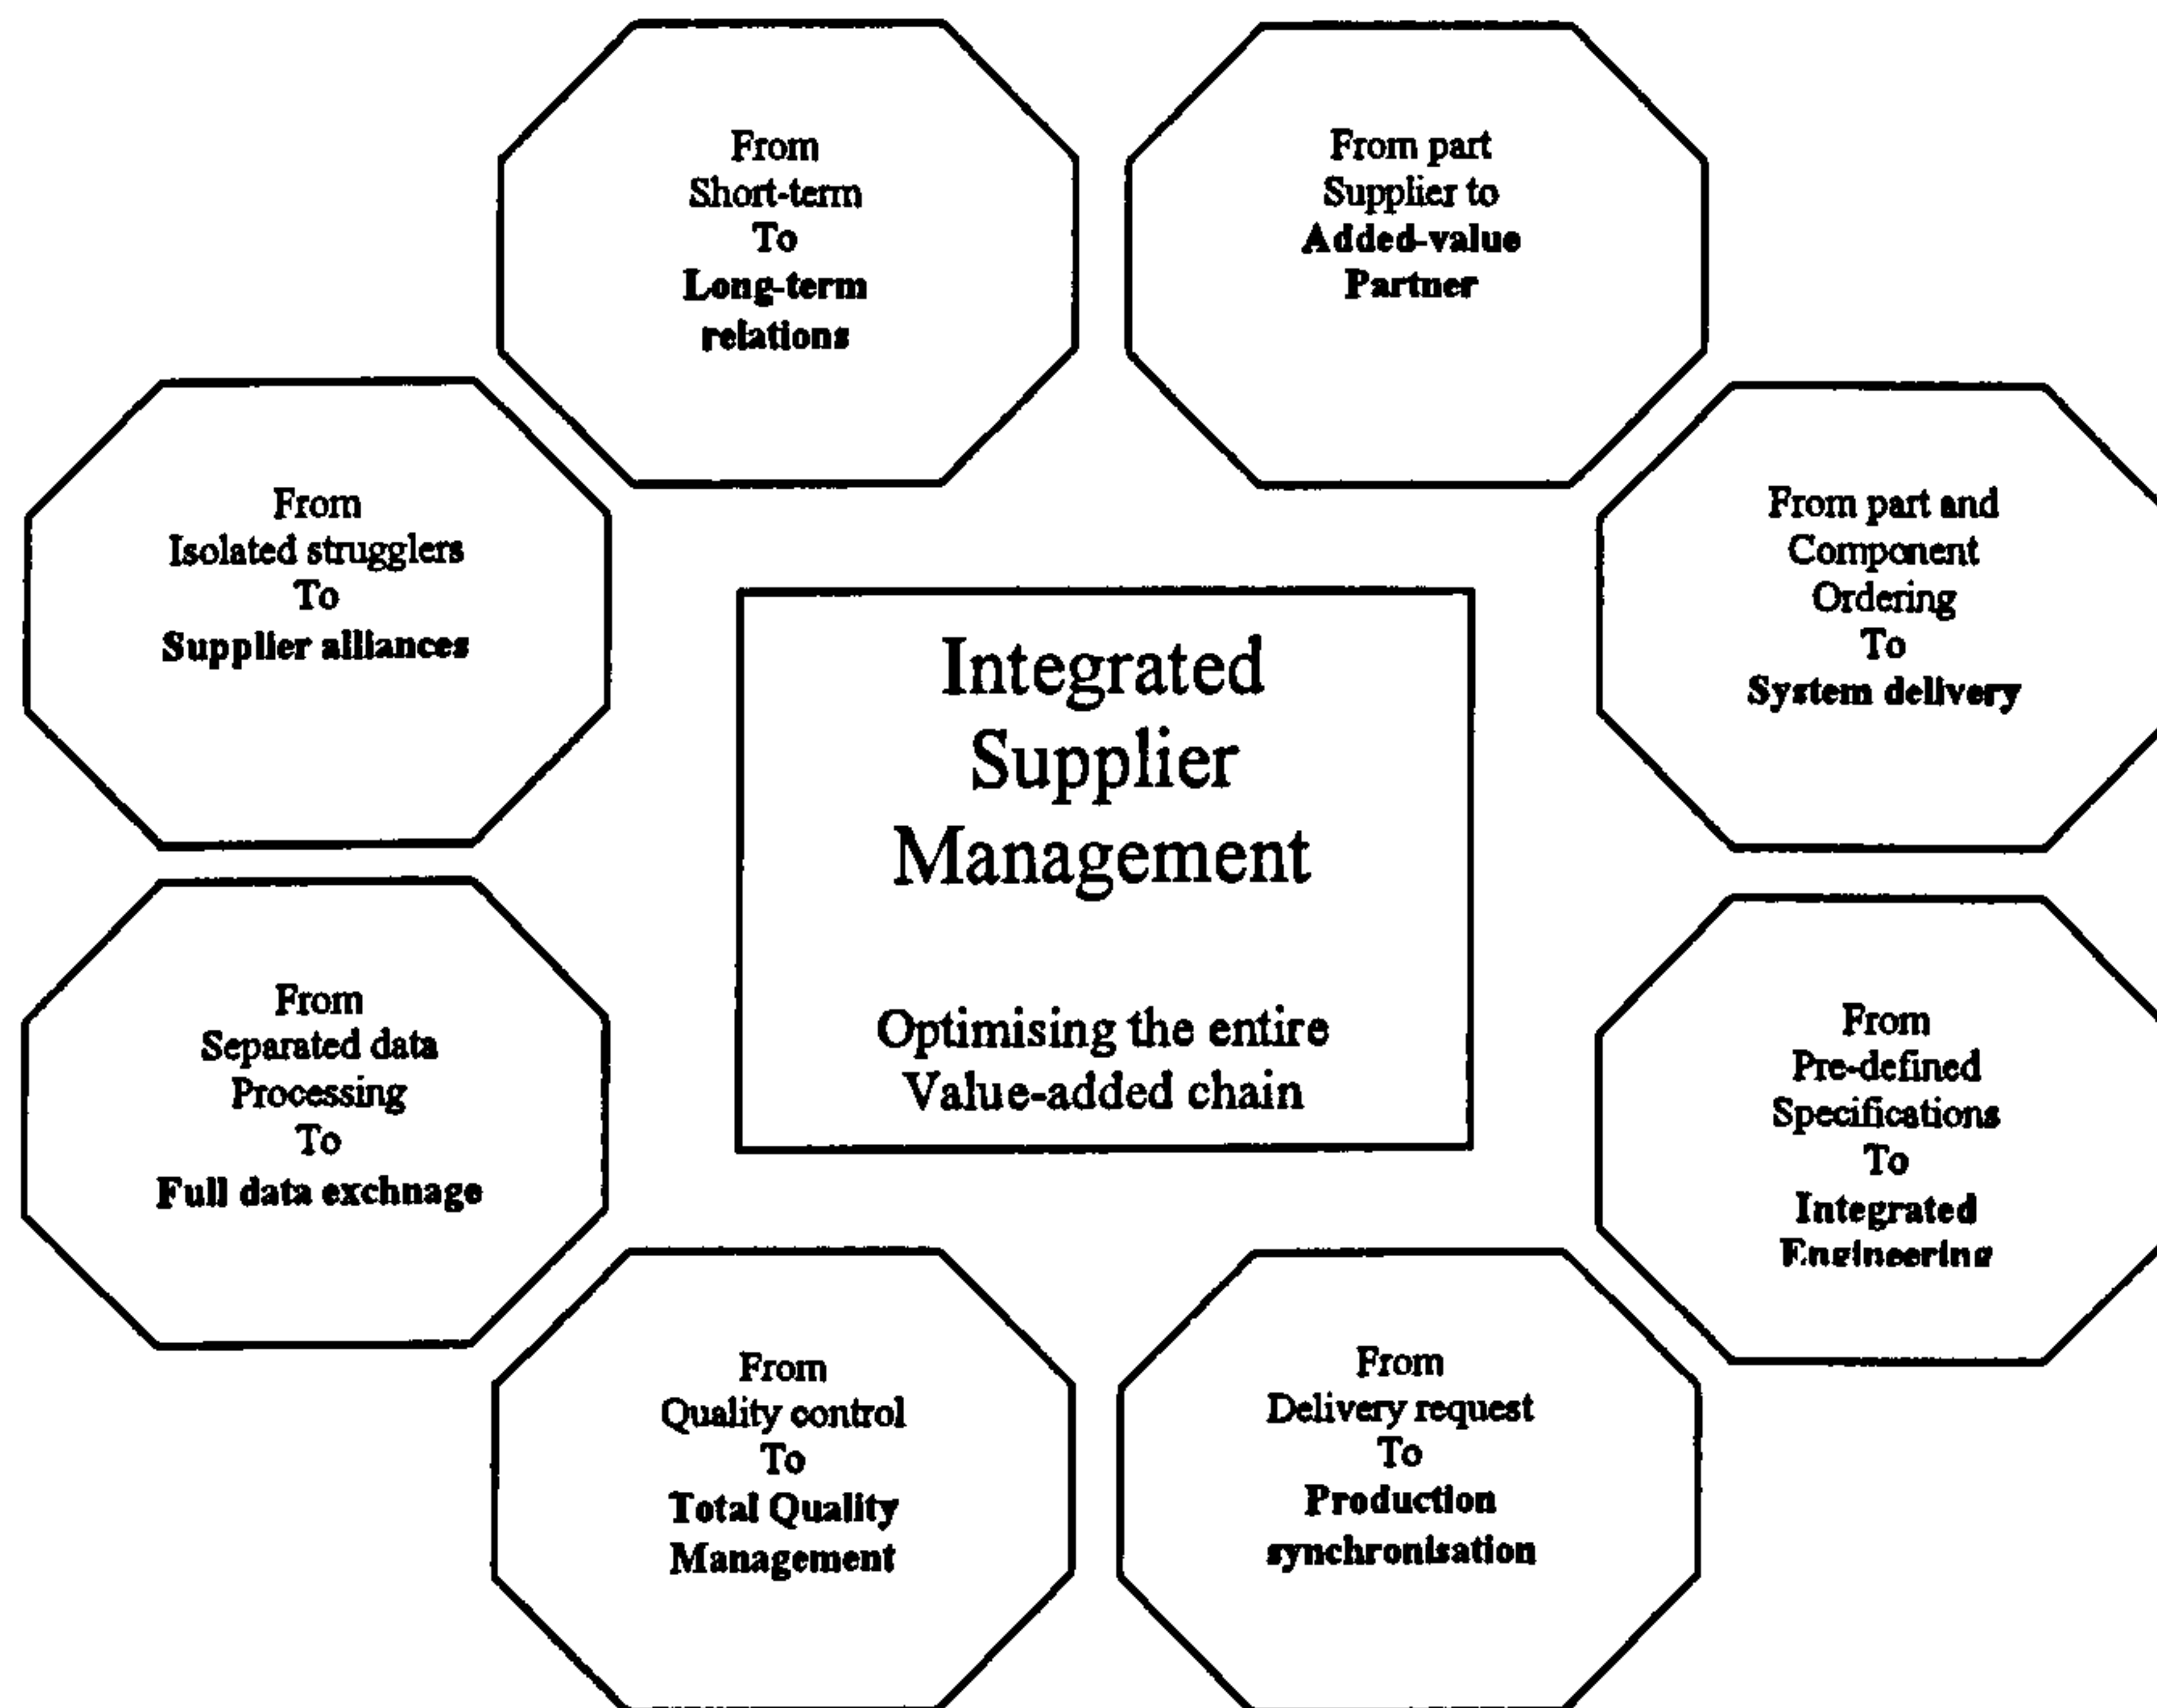 From
Short-term
To
Long-term
relations
From part
Supplier to
Added-value
Partner
From
Isolated strugglers
To
Supplier alliances
From part and
Component
Ordering
To
System delivery
Integrated
Supplier
Management
Optimising the entire
Value-added chain
From
Separated data
Processing
To
Full data exchnage
From
Pre-defined
Specifications
To
Integrated
Engineering
From
Quality control
To
Total Quality
Management
From
Delivery request
To
Production
synchronisation